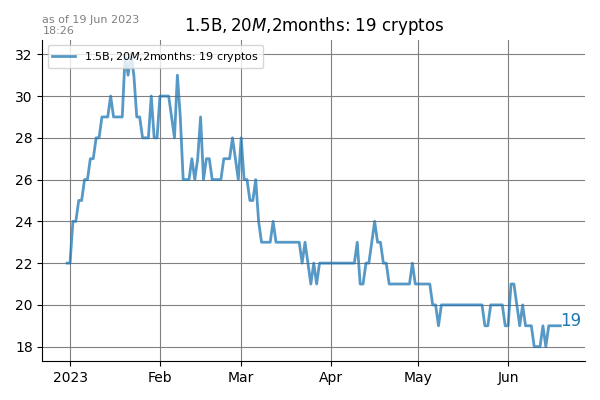 as of 19 Jun 2023
18:26
1.5B, 20M,2months: 19 cryptos
1.5B, 20M,2months: 19 cryptos
32
30
28
26
24
22
20
18
19
2023
Feb
Mar
Apr
May
Jun